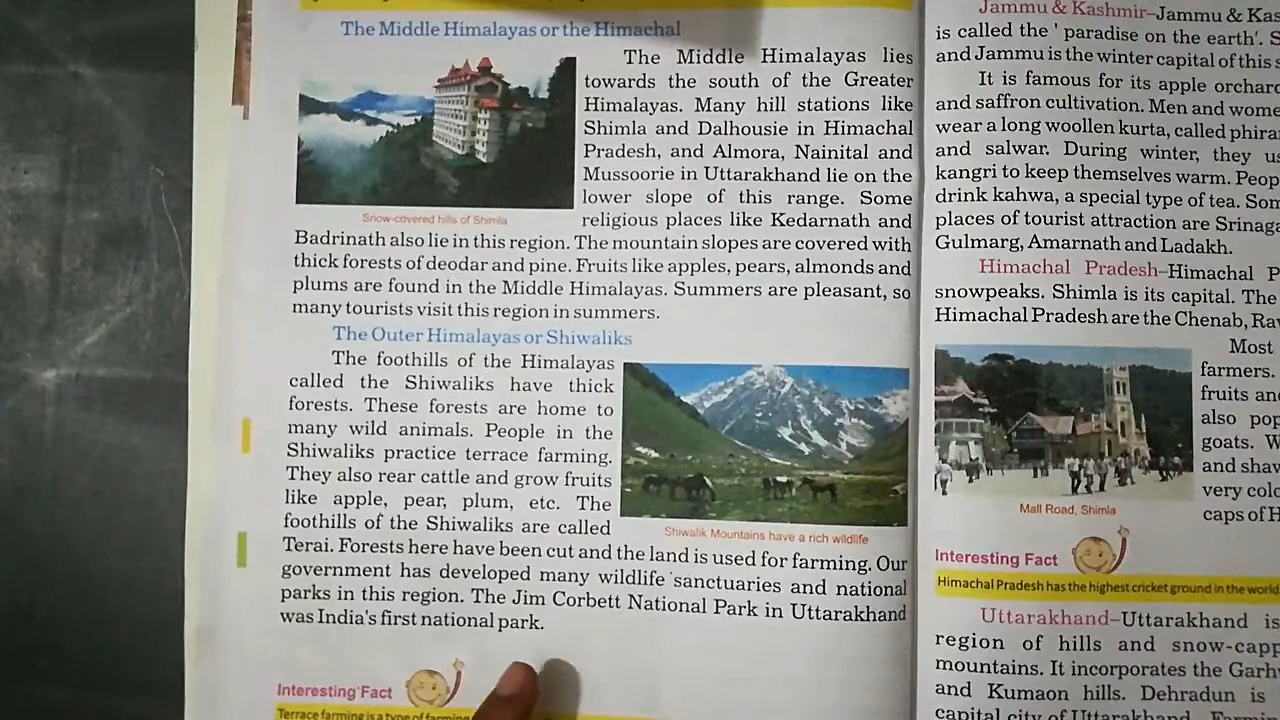 The Middle Himalayas or the Himachal
The Middle Himalayas lies
towards the south of the Greater
Himalayas. Many hill stations like
Shimla and Dalhousie in Himachal
Pradesh, and Almora, Nainital and
Mussoorie in Uttarakhand lie on the
lower slope of this range. Some
religious places like Kedarnath and
Snow-covered hills of Shimla
Badrinath also lie in this region. The mountain slopes are covered with
thick forests of deodar and pine. Fruits like apples, pears, almonds and
plums are found in the Middle Himalayas. Summers are pleasant, so
many tourists visit this region in summers.
The Outer Himalayas or Shiwaliks
The foothills of the Himalayas
called the Shiwaliks have thick
forests. These forests are home to
many wild animals. People in the
Shiwaliks practice terrace farming.
They also rear cattle and grow fruits
like apple, pear, plum, etc. The
foothills of the Shiwaliks are called
Shiwalik Mountains have a rich wildlife
Terai. Forests here have been cut and the land is used for farming. Our
government has developed many wildlife sanctuaries and national
parks in this region. The Jim Corbett National Park in Uttarakhand
was India's first national park.
Interesting Fact
Terrace farming is a type of farming
Jammu & Kashmir–Jammu & Kas
is called the ' paradise on the earth'. S
and Jammu is the winter capital of this s
It is famous for its apple orchard
and saffron cultivation. Men and wome
wear a long woollen kurta, called phira
and salwar. During winter, they us
kangri to keep themselves warm. Peop
drink kahwa, a special type of tea. Som
places of tourist attraction are Srinaga
Gulmarg, Amarnath and Ladakh.
Himachal Pradesh–Himachal P
snowpeaks. Shimla is its capital. The
Himachal Pradesh are the Chenab, Rav
Most
farmers.
fruits and
also pop
goats. W
and shaw
very cold
caps of H
Mall Road, Shimla
Interesting Fact
Himachal Pradesh has the highest cricket ground in the world
Uttarakhand–Uttarakhand is
region of hills and snow-capp
mountains. It incorporates the Garhw
and Kumaon hills. Dehradun is
capital city of Uttarakhand.